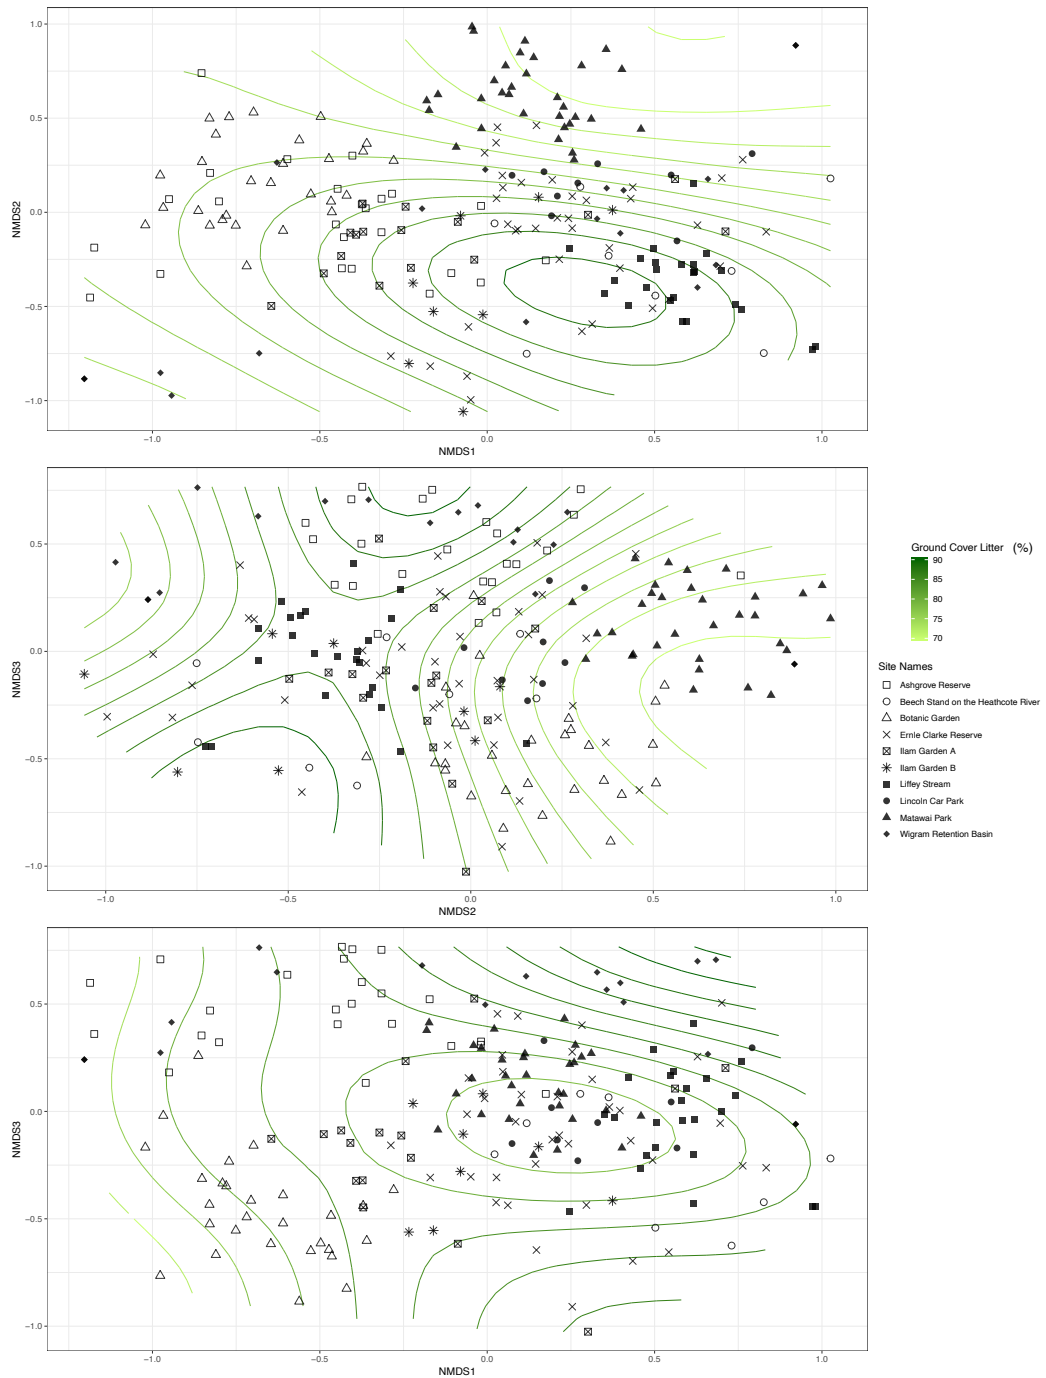 1.0
0.5
0.0
−0.5
−1.0
NMDS2
−1.0
−0.5
0.0
0.5
1.0
NMDS1
0.5
0.0
−0.5
−1.0
NMDS3
−1.0
−0.5
0.0
0.5
1.0
NMDS2
Ground Cover Litter (%)
90
85
80
75
70
Site Names
Ashgrove Reserve
Beech Stand on the Heathcote River
Botanic Garden
Ernle Clarke Reserve
Ilam Garden A
Ilam Garden B
Liffey Stream
Lincoln Car Park
Matawai Park
Wigram Retention Basin
0.5
0.0
−0.5
−1.0
NMDS3
−1.0
−0.5
0.0
0.5
1.0
NMDS1